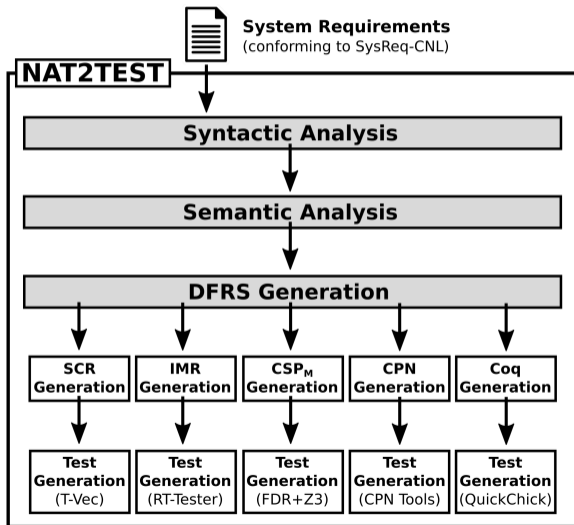 System Requirements
(conforming to SysReq-CNL)
NAT2TEST
Syntactic Analysis
Semantic Analysis
DFRS Generation
SCR
Generation
IMR
Generation
CSPM
Generation
CPN
Generation
Coq
Generation
Test
Generation
(T-Vec)
Test
Generation
(RT-Tester)
Test
Generation
(FDR+Z3)
Test
Generation
(CPN Tools)
Test
Generation
(QuickChick)